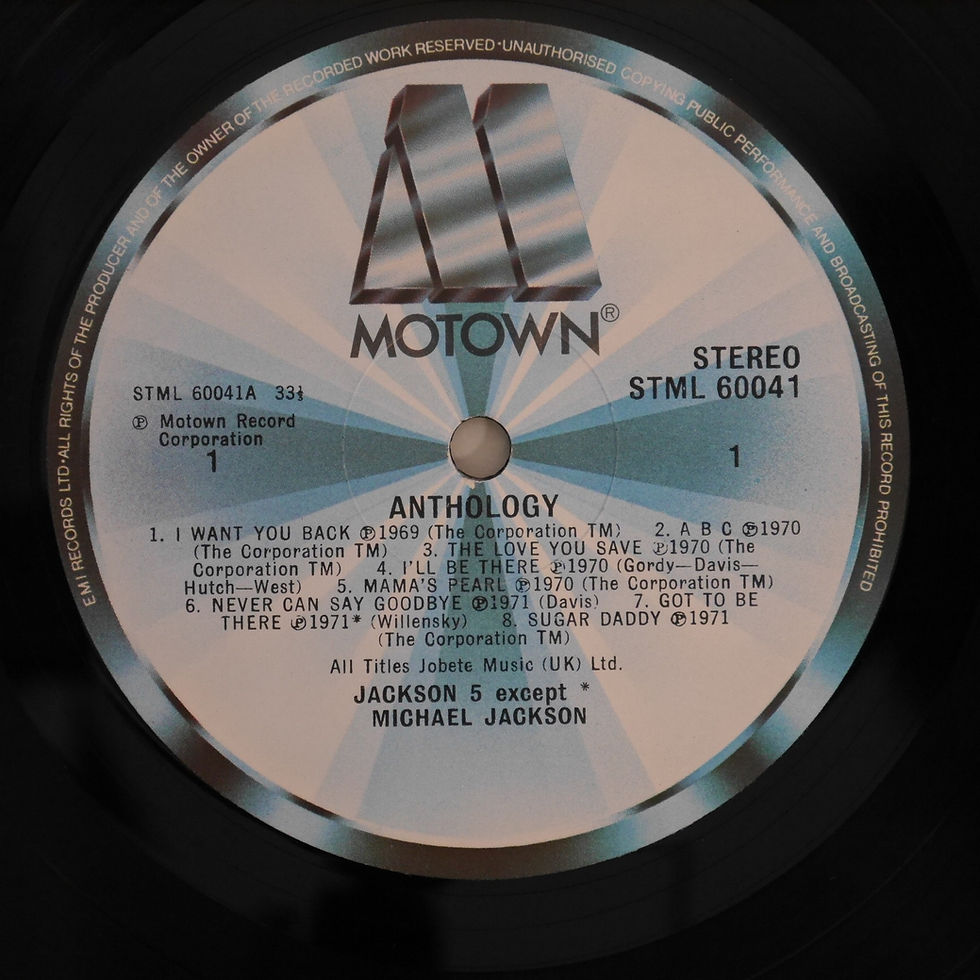 EMI RECORDS LTD·ALL RIGHTS OF THE PRODUCER AND OF THE OWNER OF THE RECORDED WORK RESERVED·UNAUTHORISED COPYING PUBLIC PERFORMANCE AND BROADCASTING OF THIS RECORD PROHIBITED
MOTOWN®
STEREO
STML 60041A 33⅓
STML 60041
℗ Motown Record
Corporation
1
1
ANTHOLOGY
1. I WANT YOU BACK ℗1969 (The Corporation TM) 2. A B C ℗1970
(The Corporation TM) 3. THE LOVE YOU SAVE ℗1970 (The
Corporation TM) 4. I'LL BE THERE ℗1970 (Gordy—Davis—
Hutch—West) 5. MAMA'S PEARL ℗1970 (The Corporation TM)
6. NEVER CAN SAY GOODBYE ℗1971 (Davis) 7. GOT TO BE
THERE ℗1971* (Willensky) 8. SUGAR DADDY ℗1971
(The Corporation TM)
All Titles Jobete Music (UK) Ltd.
JACKSON 5 except *
MICHAEL JACKSON